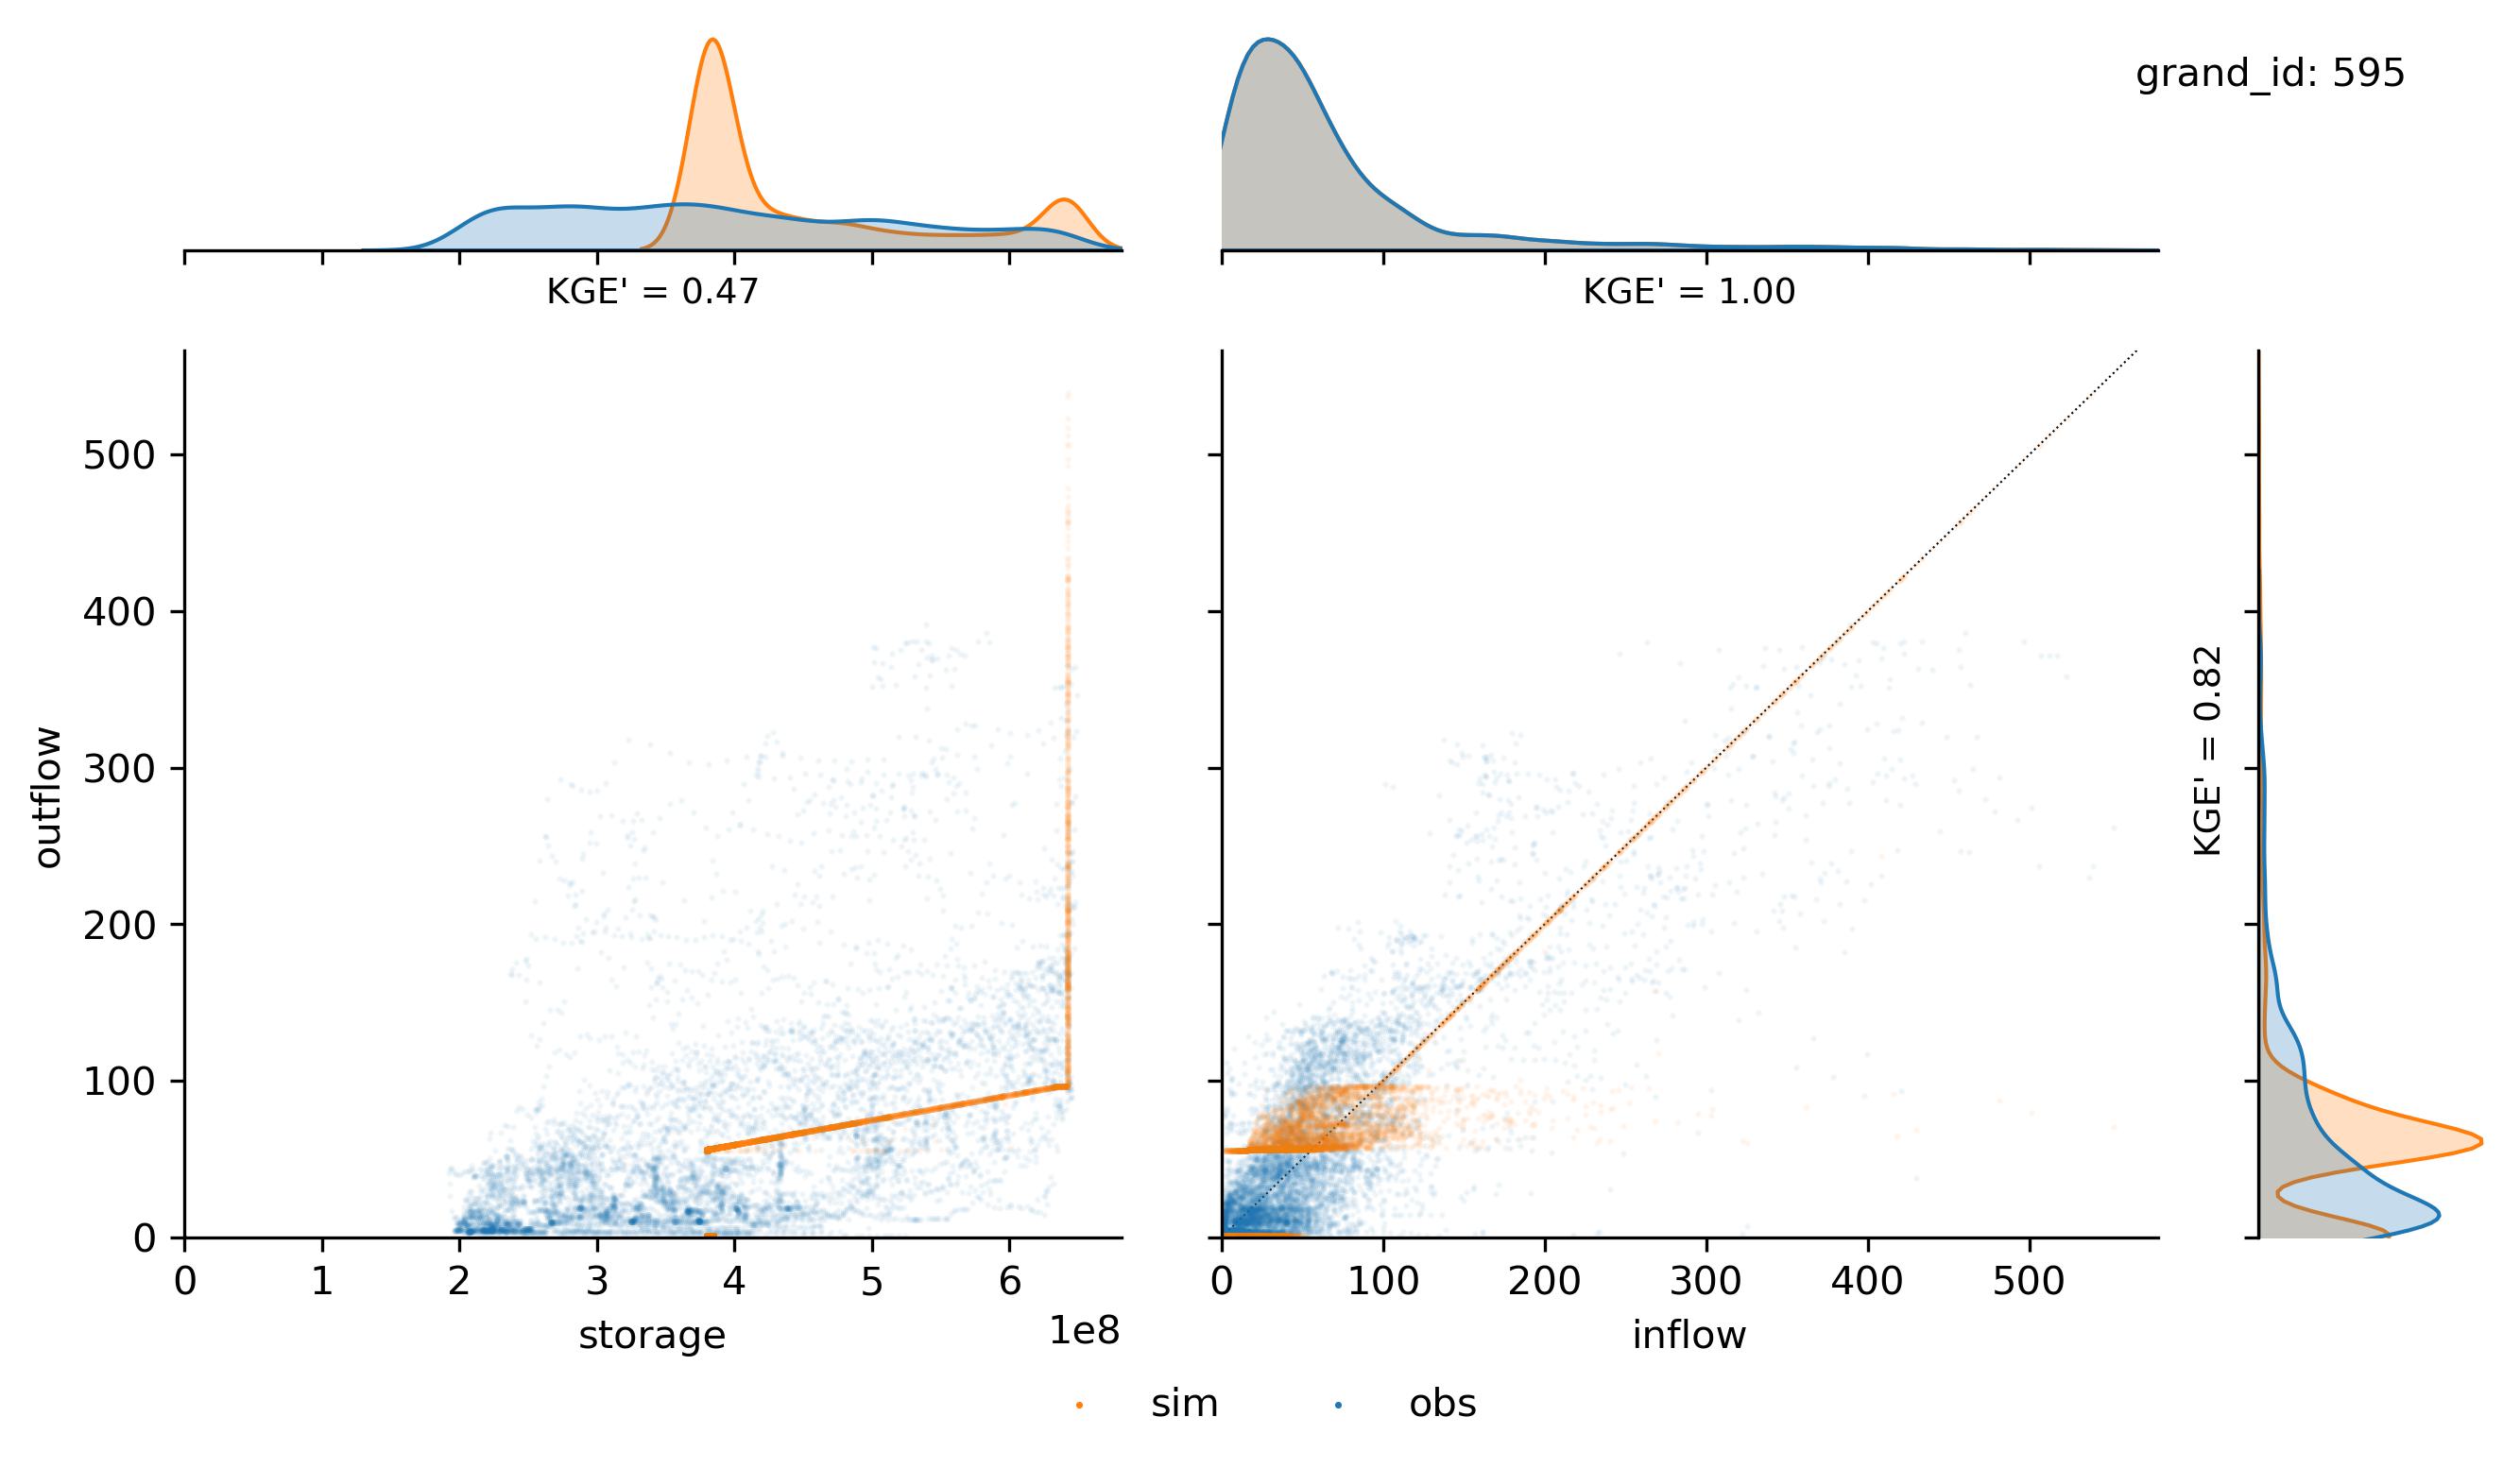 grand_id: 595
KGE' = 0.47
KGE' = 1.00
outflow
500
400
300
200
100
0
KGE' = 0.82
0 1 2 3 4 5 6
1e8
storage
0 100 200 300 400 500
inflow
sim
obs